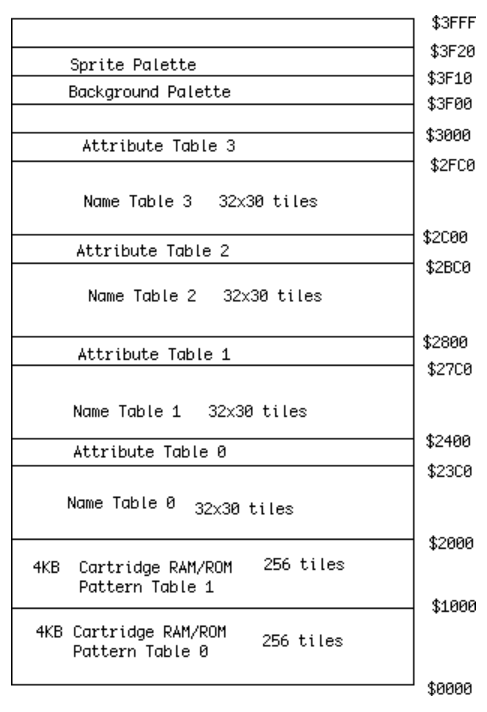 $3FFF
$3F20
Sprite Palette
$3F10
Background Palette
$3F00
$3000
Attribute Table 3
$2FC0
Name Table 3 32x30 tiles
$2C00
Attribute Table 2
$2BC0
Name Table 2 32x30 tiles
$2800
Attribute Table 1
$27C0
Name Table 1 32x30 tiles
$2400
Attribute Table 0
$23C0
Name Table 0 32x30 tiles
$2000
4KB Cartridge RAM/ROM 256 tiles
Pattern Table 1
$1000
4KB Cartridge RAM/ROM 256 tiles
Pattern Table 0
$0000